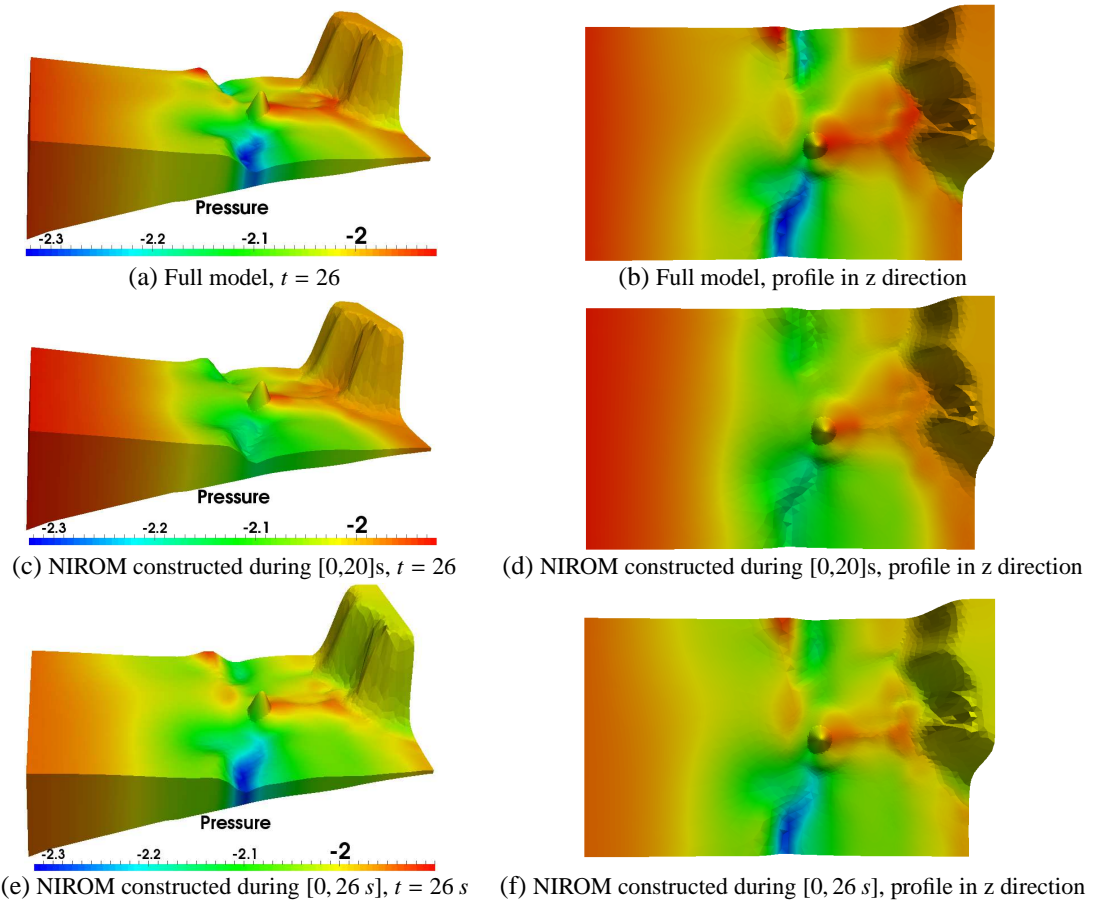 Pressure
-2.3 -2.2 -2.1 -2
(a) Full model, t = 26
(b) Full model, profile in z direction
Pressure
-2.3 -2.2 -2.1 -2
(c) NIROM constructed during [0,20]s, t = 26
(d) NIROM constructed during [0,20]s, profile in z direction
Pressure
-2.3 -2.2 -2.1 -2
(e) NIROM constructed during [0, 26 s], t = 26 s
(f) NIROM constructed during [0, 26 s], profile in z direction